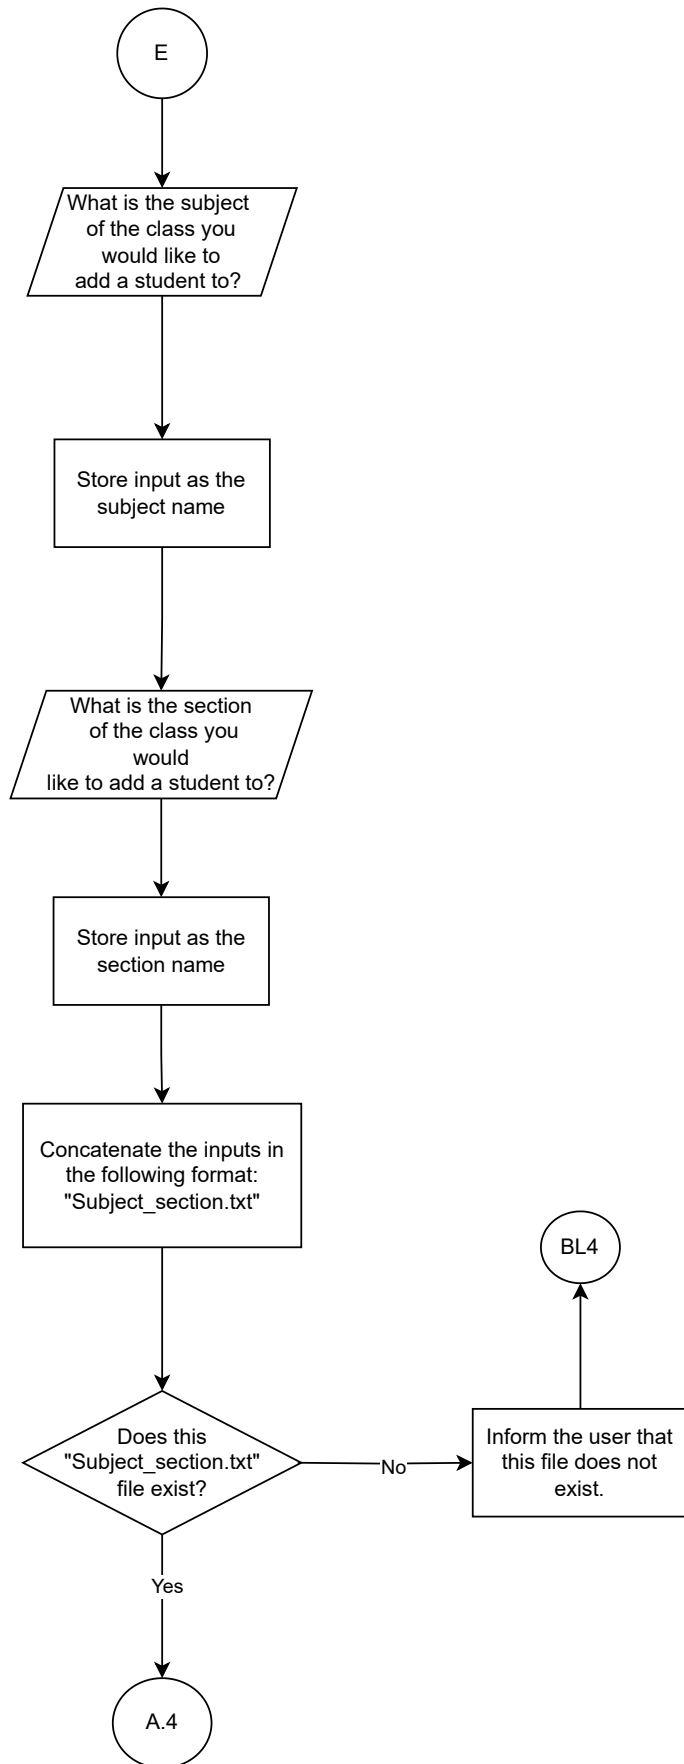 E
What is the subject
of the class you
would like to
add a student to?
Store input as the
subject name
What is the section
of the class you
would
like to add a student to?
Store input as the
section name
Concatenate the inputs in
the following format:
"Subject_section.txt"
BL4
Does this
"Subject_section.txt"
file exist?
No
Inform the user that
this file does not
exist.
Yes
A.4